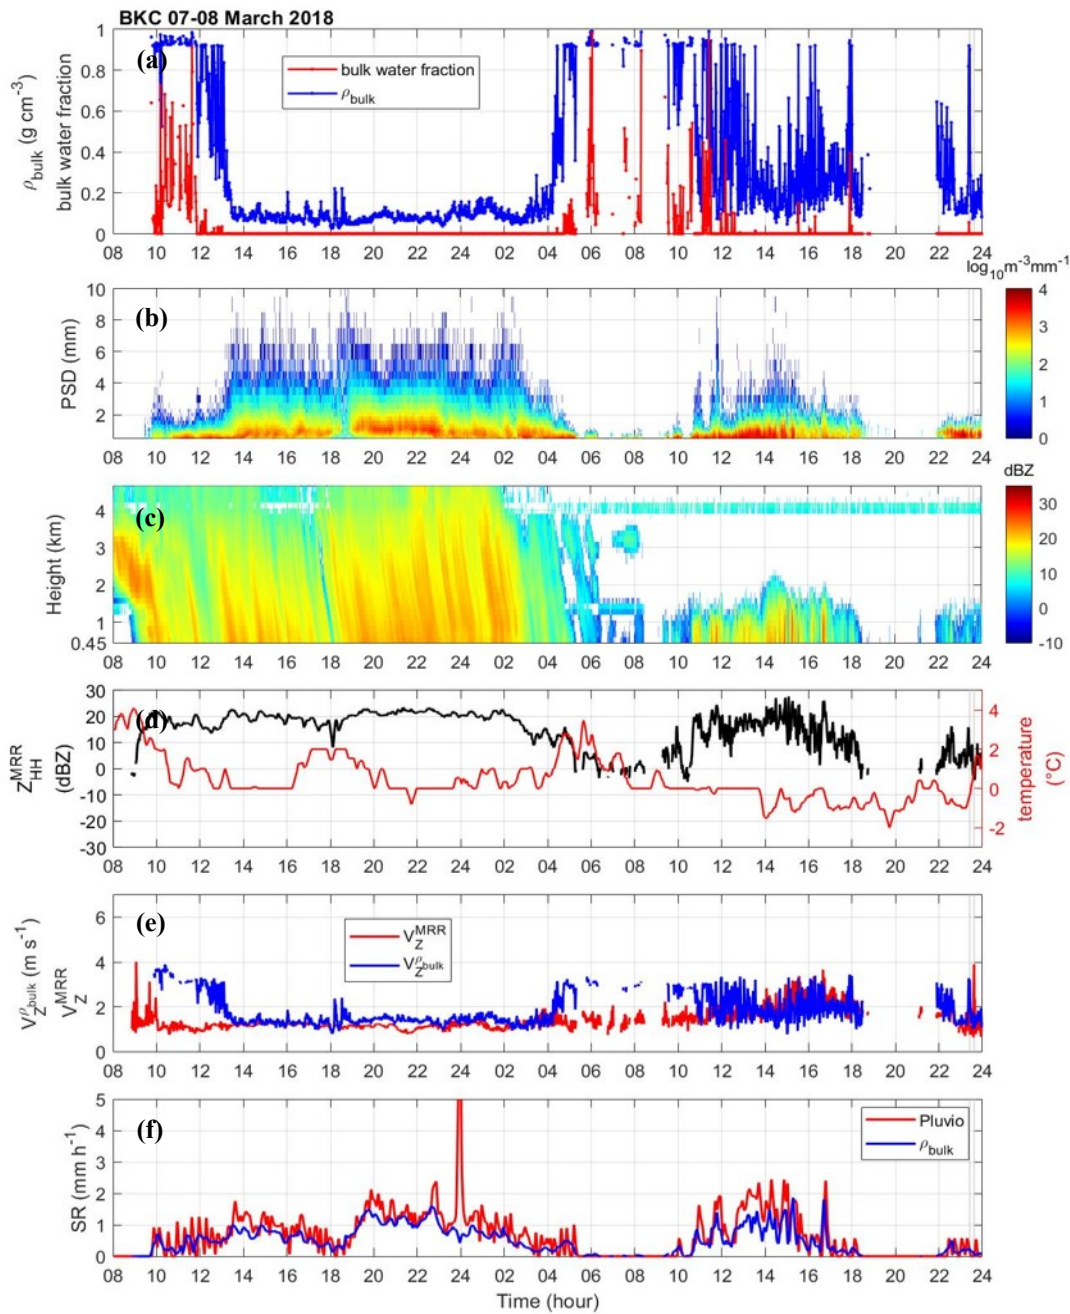 BKC 07-08 March 2018
(a)
bulk water fraction
ρbulk
ρbulk (g cm-3)
bulk water fraction
1
0.8
0.6
0.4
0.2
0
08 10 12 14 16 18 20 22 24 02 04 06 08 10 12 14 16 18 20 22 24
log10m-3mm-1
(b)
PSD (mm)
10
8
6
4
2
4
3
2
1
0
08 10 12 14 16 18 20 22 24 02 04 06 08 10 12 14 16 18 20 22 24
dBZ
(c)
Height (km)
4
3
2
1
0.45
30
20
10
0
-10
08 10 12 14 16 18 20 22 24 02 04 06 08 10 12 14 16 18 20 22 24
(d)
ZHHMRR
(dBZ)
30
20
10
0
-10
-20
-30
4
2
0
-2
temperature
(°C)
08 10 12 14 16 18 20 22 24 02 04 06 08 10 12 14 16 18 20 22 24
(e)
VZMRR
VZρbulk
VZρbulk (m s-1)
VZMRR
6
4
2
0
08 10 12 14 16 18 20 22 24 02 04 06 08 10 12 14 16 18 20 22 24
(f)
Pluvio
ρbulk
SR (mm h-1)
5
4
3
2
1
0
08 10 12 14 16 18 20 22 24 02 04 06 08 10 12 14 16 18 20 22 24
Time (hour)